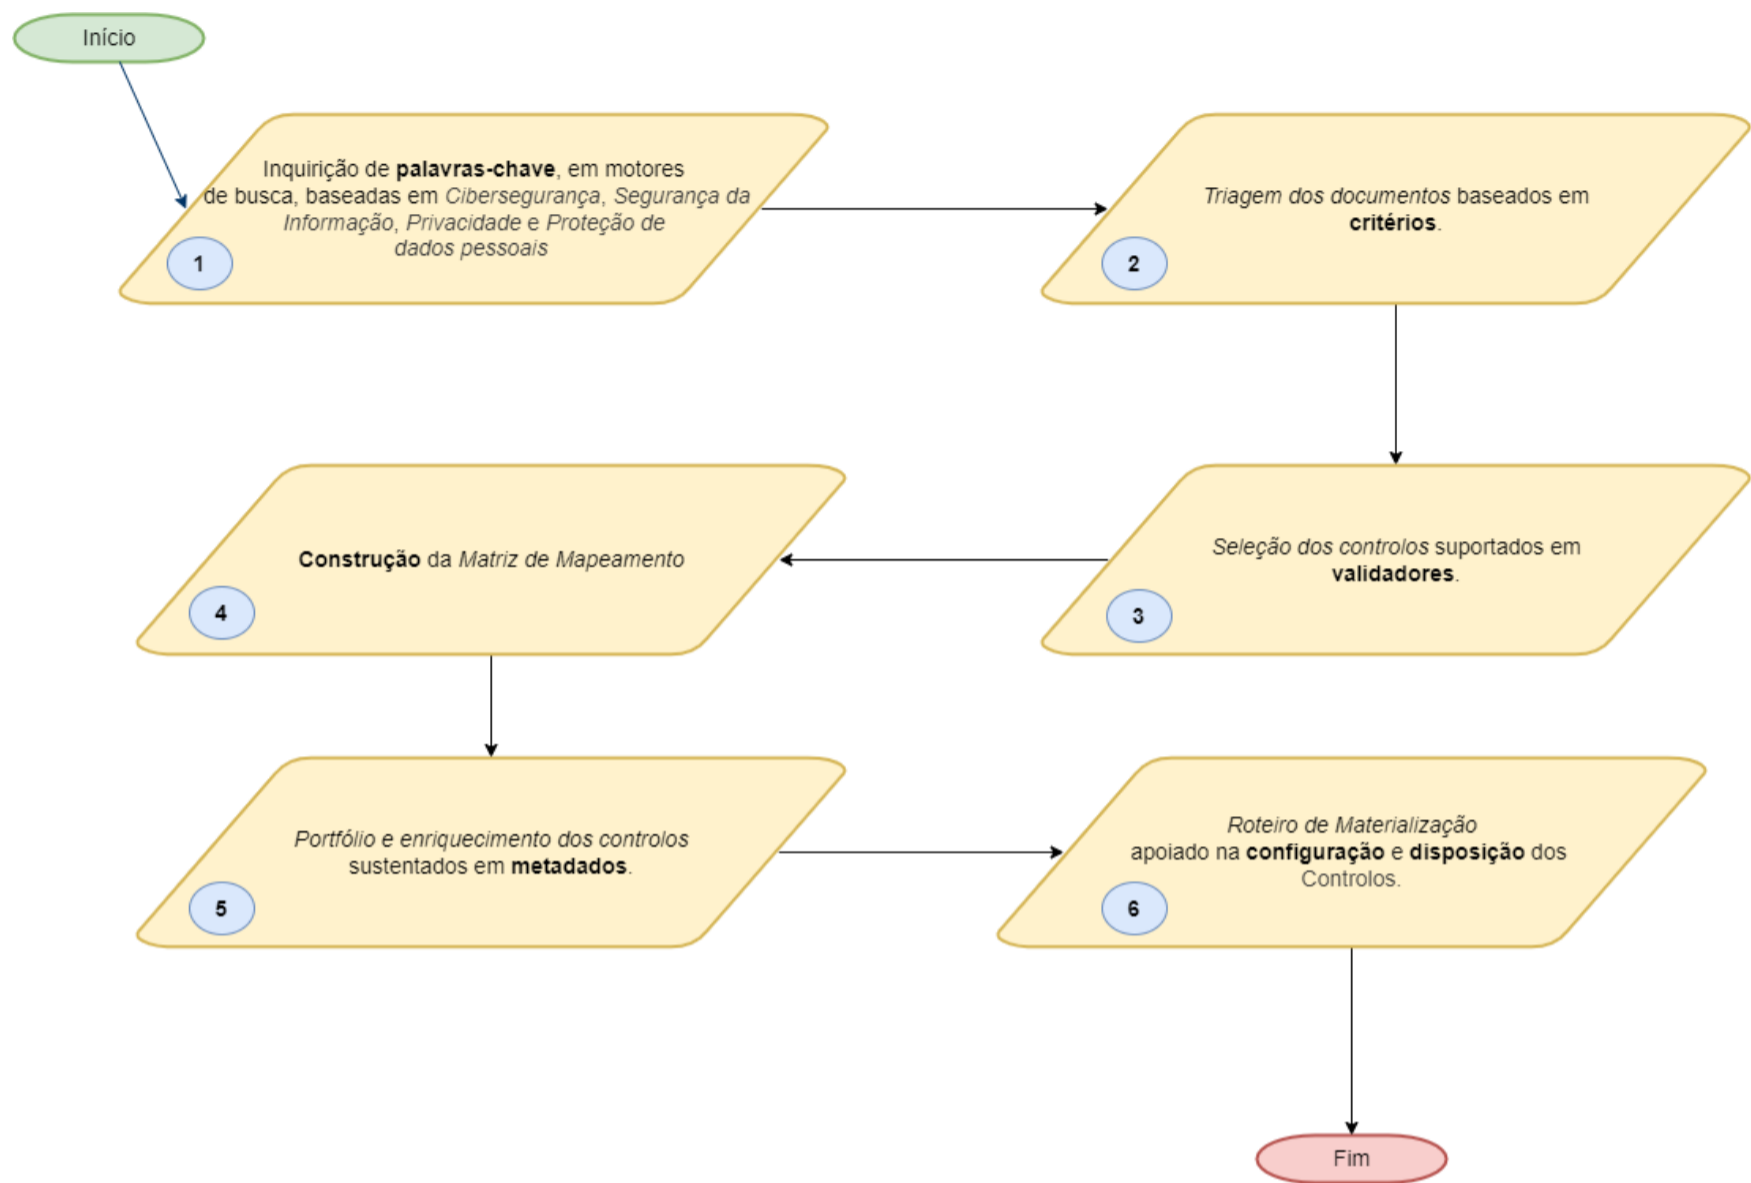 Início
Inquirição de palavras-chave, em motores
de busca, baseadas em Cibersegurança, Segurança da
Informação, Privacidade e Proteção de
dados pessoais
1
Triagem dos documentos baseados em
critérios.
2
Seleção dos controlos suportados em
validadores.
3
Construção da Matriz de Mapeamento
4
Portfólio e enriquecimento dos controlos
sustentados em metadados.
5
Roteiro de Materialização
apoiado na configuração e disposição dos
Controlos.
6
Fim